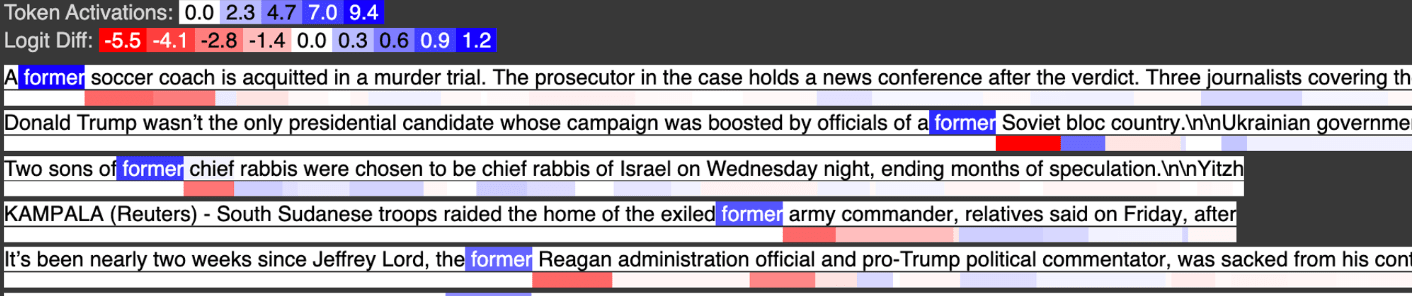 Token Activations: 0.0 2.3 4.7 7.0 9.4
Logit Diff: -5.5 -4.1 -2.8 -1.4 0.0 0.3 0.6 0.9 1.2
A former soccer coach is acquitted in a murder trial. The prosecutor in the case holds a news conference after the verdict. Three journalists covering th
Donald Trump wasn’t the only presidential candidate whose campaign was boosted by officials of a former Soviet bloc country.\n\nUkrainian governme
Two sons of former chief rabbis were chosen to be chief rabbis of Israel on Wednesday night, ending months of speculation.\n\nYitzh
KAMPALA (Reuters) - South Sudanese troops raided the home of the exiled former army commander, relatives said on Friday, after
It’s been nearly two weeks since Jeffrey Lord, the former Reagan administration official and pro-Trump political commentator, was sacked from his cont